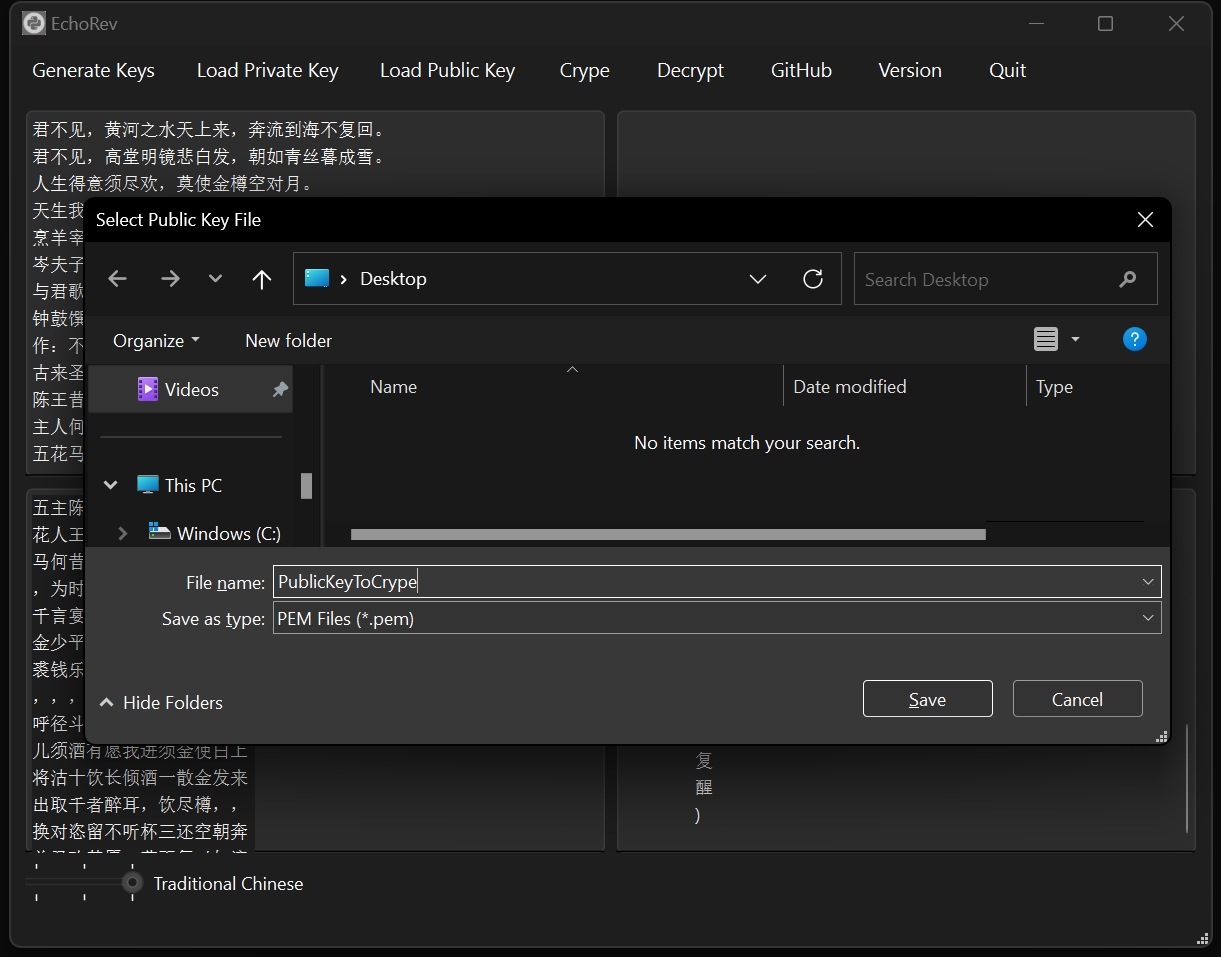 EchoRev
Generate Keys Load Private Key Load Public Key Crype Decrypt GitHub Version Quit
君不见，黄河之水天上来，奔流到海不复回。
君不见，高堂明镜悲白发，朝如青丝暮成雪。
人生得意须尽欢，莫使金樽空对月。
天生我
烹羊宰
岑夫子
与君歌
钟鼓馔
作：不
古来圣
陈王昔
主人何
五花马
Select Public Key File
Desktop
Search Desktop
Organize New folder
Videos
This PC
Windows (C:)
Name Date modified Type
No items match your search.
File name: PublicKeyToCrype
Save as type: PEM Files (*.pem)
Hide Folders
Save Cancel
五主陈
花人王
马何昔
，为时
千言宴
金少平
裘钱乐
，，，
呼径斗
儿须酒有愿我进须金使白上
将沽十饮长倾酒一散金发来
出取千者醉耳，饮尽樽，，
换对恣留不听杯三还空朝奔
复
醒
)
Traditional Chinese